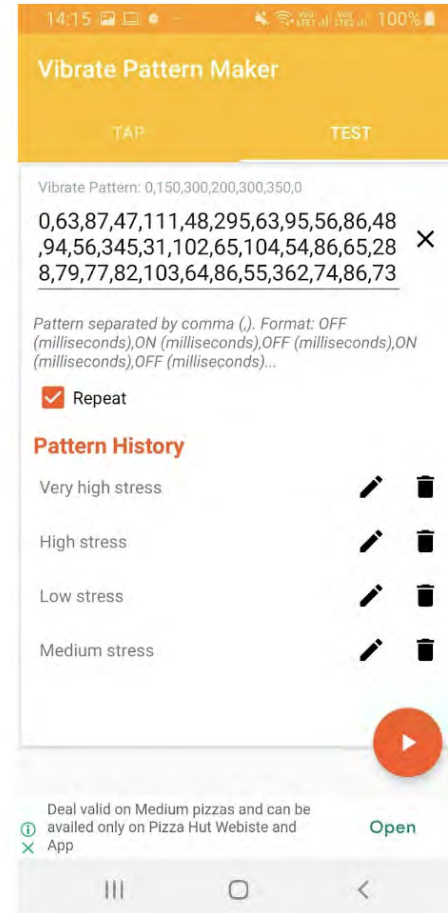 14:15 100%
Vibrate Pattern Maker
TAP TEST
Vibrate Pattern: 0,150,300,200,300,350,0
0,63,87,47,111,48,295,63,95,56,86,48
,94,56,345,31,102,65,104,54,86,65,28
8,79,77,82,103,64,86,55,362,74,86,73
Pattern separated by comma (,). Format: OFF
(milliseconds),ON (milliseconds),OFF (milliseconds),ON
(milliseconds),OFF (milliseconds)...
Repeat
Pattern History
Very high stress
High stress
Low stress
Medium stress
Deal valid on Medium pizzas and can be
availed only on Pizza Hut Webiste and
App
Open